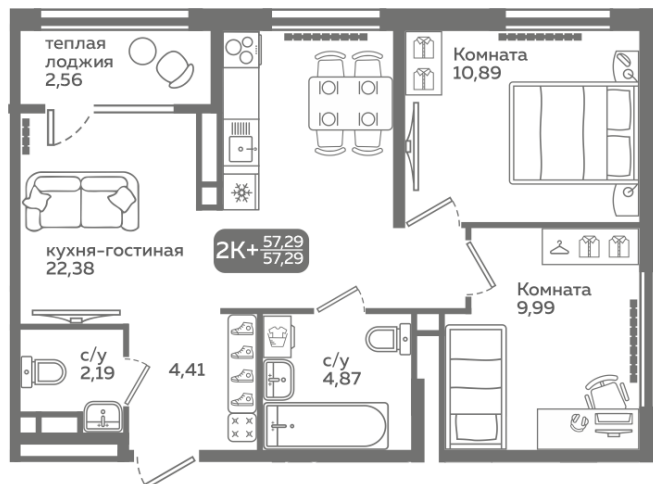 теплая
лоджия
2,56
Комната
10,89
кухня-гостиная
22,38
2К+ 57,29
57,29
Комната
9,99
с/у
2,19
4,41
с/у
4,87